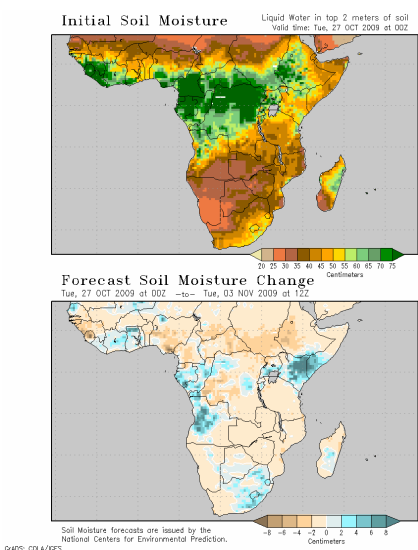 Initial Soil Moisture
Liquid Water in top 2 meters of soil
Valid time: Tue, 27 OCT 2009 at 00Z
20 25 30 35 40 45 50 55 60 65 70 75
Centimeters
Forecast Soil Moisture Change
Tue, 27 OCT 2009 at 00Z -to- Tue, 03 NOV 2009 at 12Z
-8 -6 -4 -2 0 2 4 6 8
Centimeters
Soil Moisture forecasts are issued by the
National Centers for Environmental Prediction.
GrADS: COLA/IGES